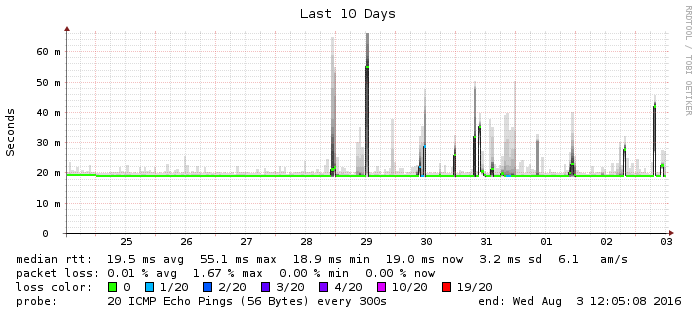 Last 10 Days
RRDTOOL / TOBI OETIKER
Seconds
60 m
50 m
40 m
30 m
20 m
10 m
0
25 26 27 28 29 30 31 01 02 03
median rtt: 19.5 ms avg 55.1 ms max 18.9 ms min 19.0 ms now 3.2 ms sd 6.1 am/s
packet loss: 0.01 % avg 1.67 % max 0.00 % min 0.00 % now
loss color: 0 1/20 2/20 3/20 4/20 10/20 19/20
probe: 20 ICMP Echo Pings (56 Bytes) every 300s end: Wed Aug 3 12:05:08 2016